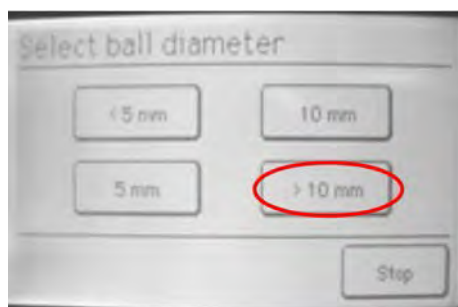 Select ball diameter
<5 mm
10 mm
5 mm
>10 mm
Stop